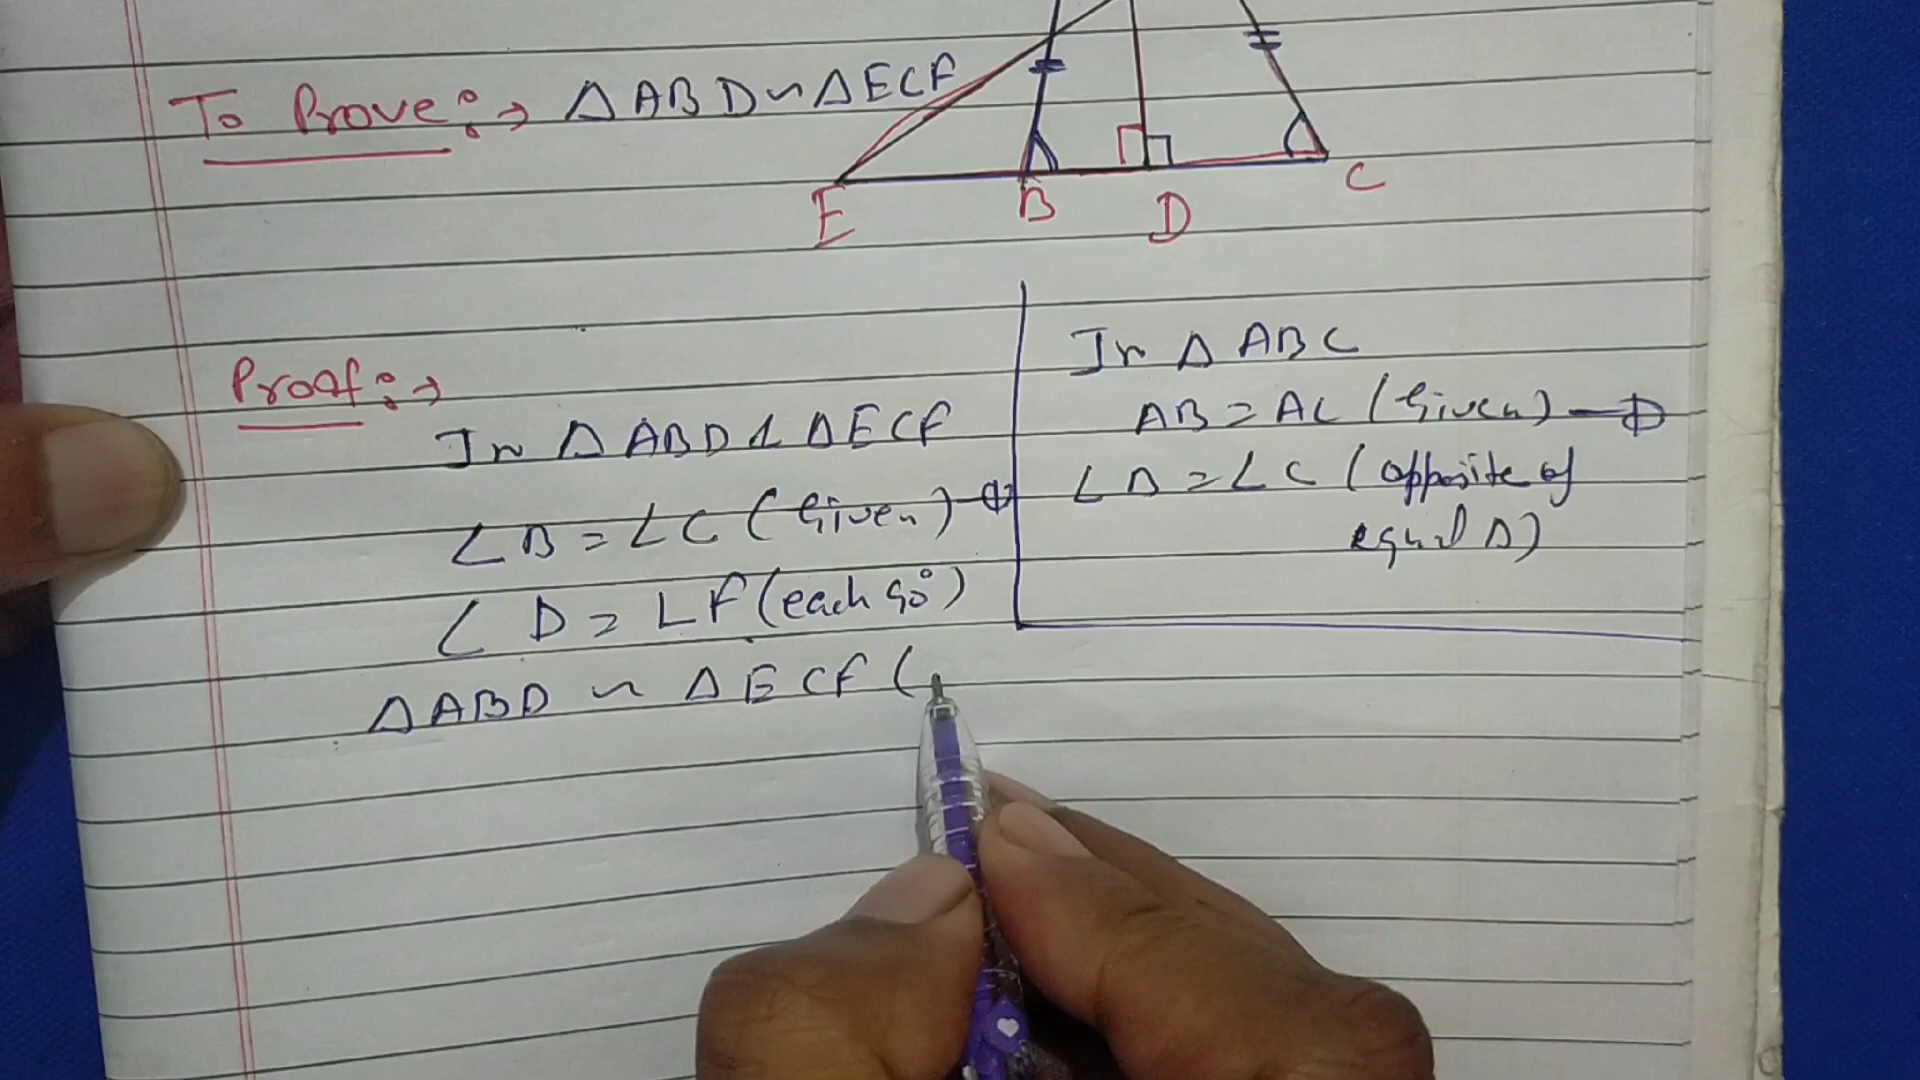 To Prove:→ ΔABD ~ ΔECF
E B D C
Proof:→
In ΔABD & ΔECF
∠B = ∠C (Given) — ①
∠D = ∠F (each 90°)
ΔABD ~ ΔECF (
In Δ ABC
AB = AC (Given) — ①
∠B = ∠C (opposite of
equal Δ)